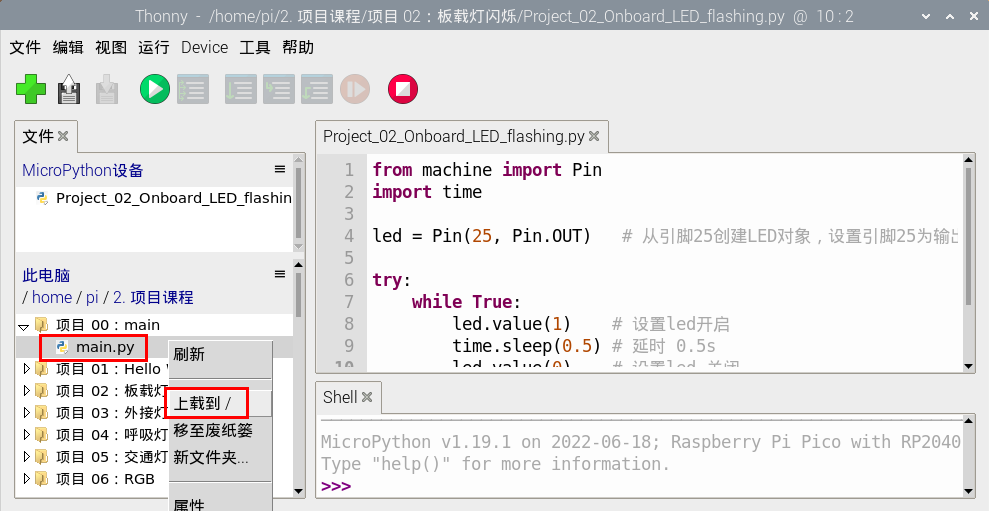 Thonny - /home/pi/2. 项目课程/项目 02：板载灯闪烁/Project_02_Onboard_LED_flashing.py @ 10 : 2
文件 编辑 视图 运行 Device 工具 帮助
文件
MicroPython设备
Project_02_Onboard_LED_flashin
此电脑
/ home / pi / 2. 项目课程
项目 00：main
main.py
项目 01：Hello
项目 02：板载灯
项目 03：外接灯
项目 04：呼吸灯
项目 05：交通灯
项目 06：RGB
刷新
上载到 /
移至废纸篓
新文件夹...
属性
Project_02_Onboard_LED_flashing.py
1 from machine import Pin
2 import time
3
4 led = Pin(25, Pin.OUT) # 从引脚25创建LED对象，设置引脚25为输出
5
6 try:
7 while True:
8 led.value(1) # 设置led开启
9 time.sleep(0.5) # 延时 0.5s
10 led.value(0) # 设置led 关闭
Shell
MicroPython v1.19.1 on 2022-06-18; Raspberry Pi Pico with RP2040
Type "help()" for more information.
>>>